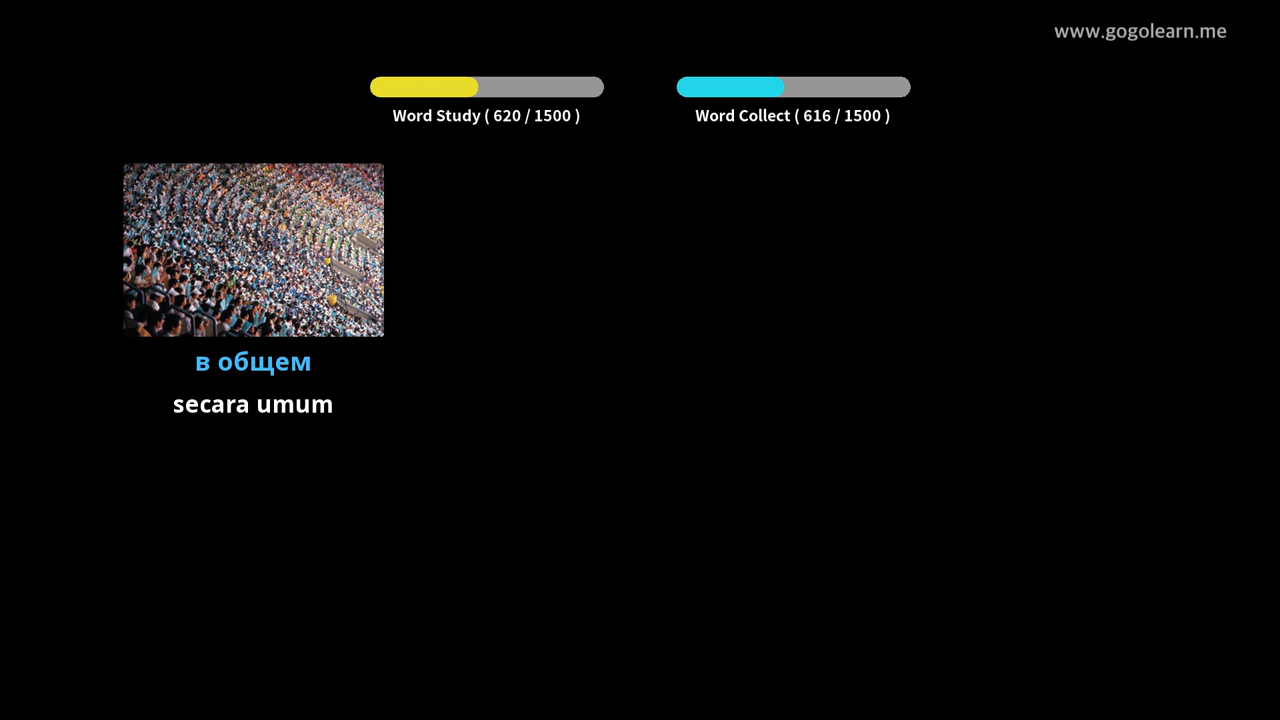 www.gogolearn.me
Word Study ( 620 / 1500 )
Word Collect ( 616 / 1500 )
в общем
secara umum